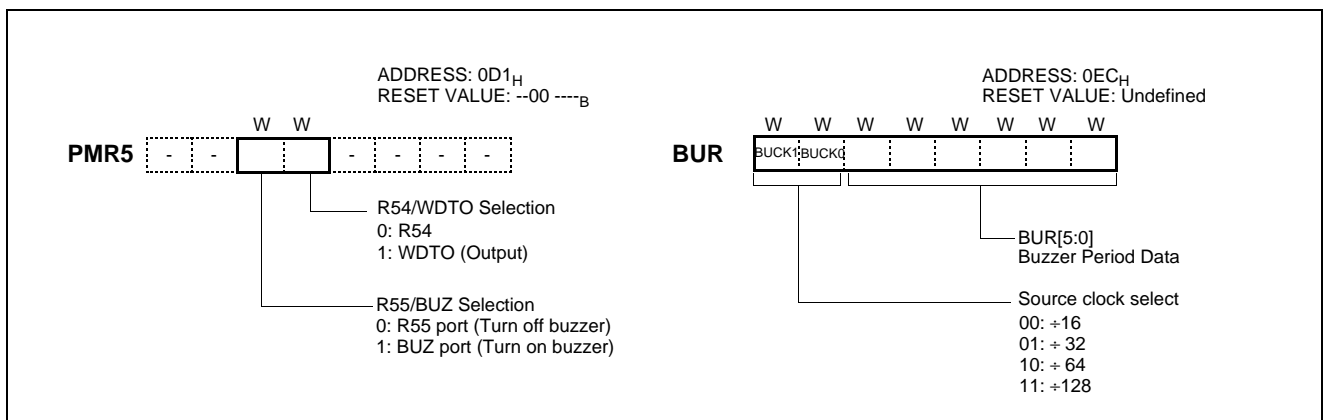 ADDRESS: 0D1H
RESET VALUE: --00 ----B
W W
PMR5 - - - - - -
R54/WDTO Selection
0: R54
1: WDTO (Output)
R55/BUZ Selection
0: R55 port (Turn off buzzer)
1: BUZ port (Turn on buzzer)
ADDRESS: 0ECH
RESET VALUE: Undefined
W W W W W W W W
BUR BUCK1 BUCK0
BUR[5:0]
Buzzer Period Data
Source clock select
00: ÷16
01: ÷ 32
10: ÷ 64
11: ÷128